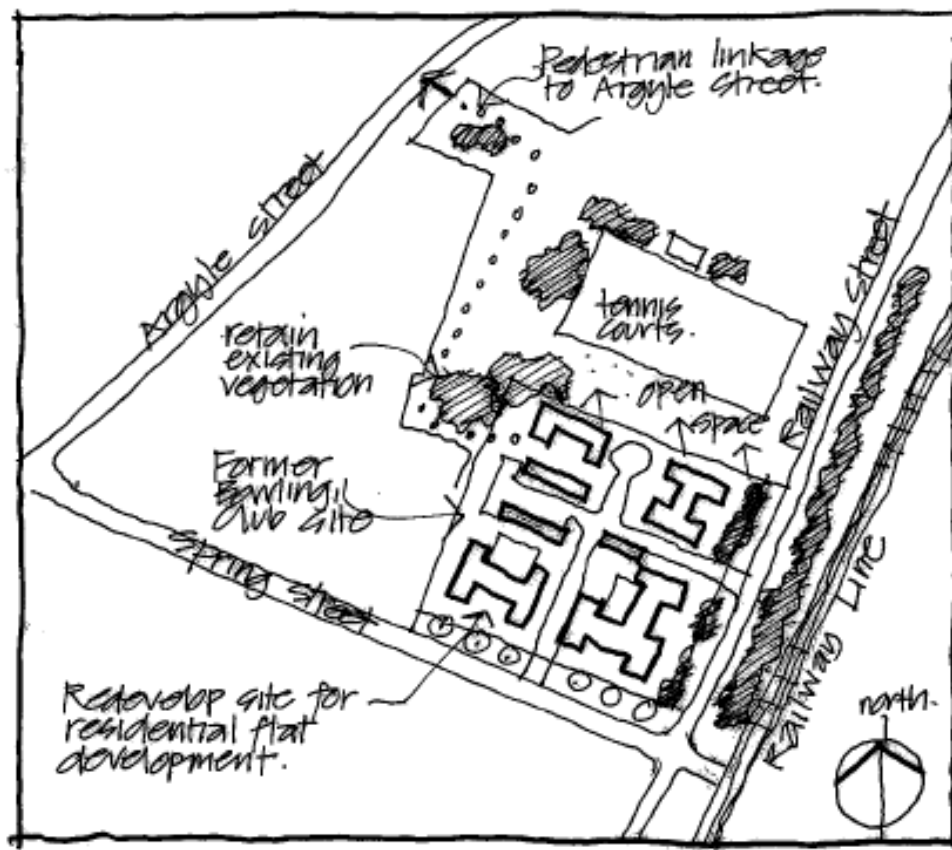 Pedestrian linkage
to Argyle Street.
Argyle Street
Railway Street
tennis
courts.
retain
existing
vegetation
open
space
Former
Bowling
Club Site
Spring Street
Railway Line
Redevelop site for
residential flat
development.
north.